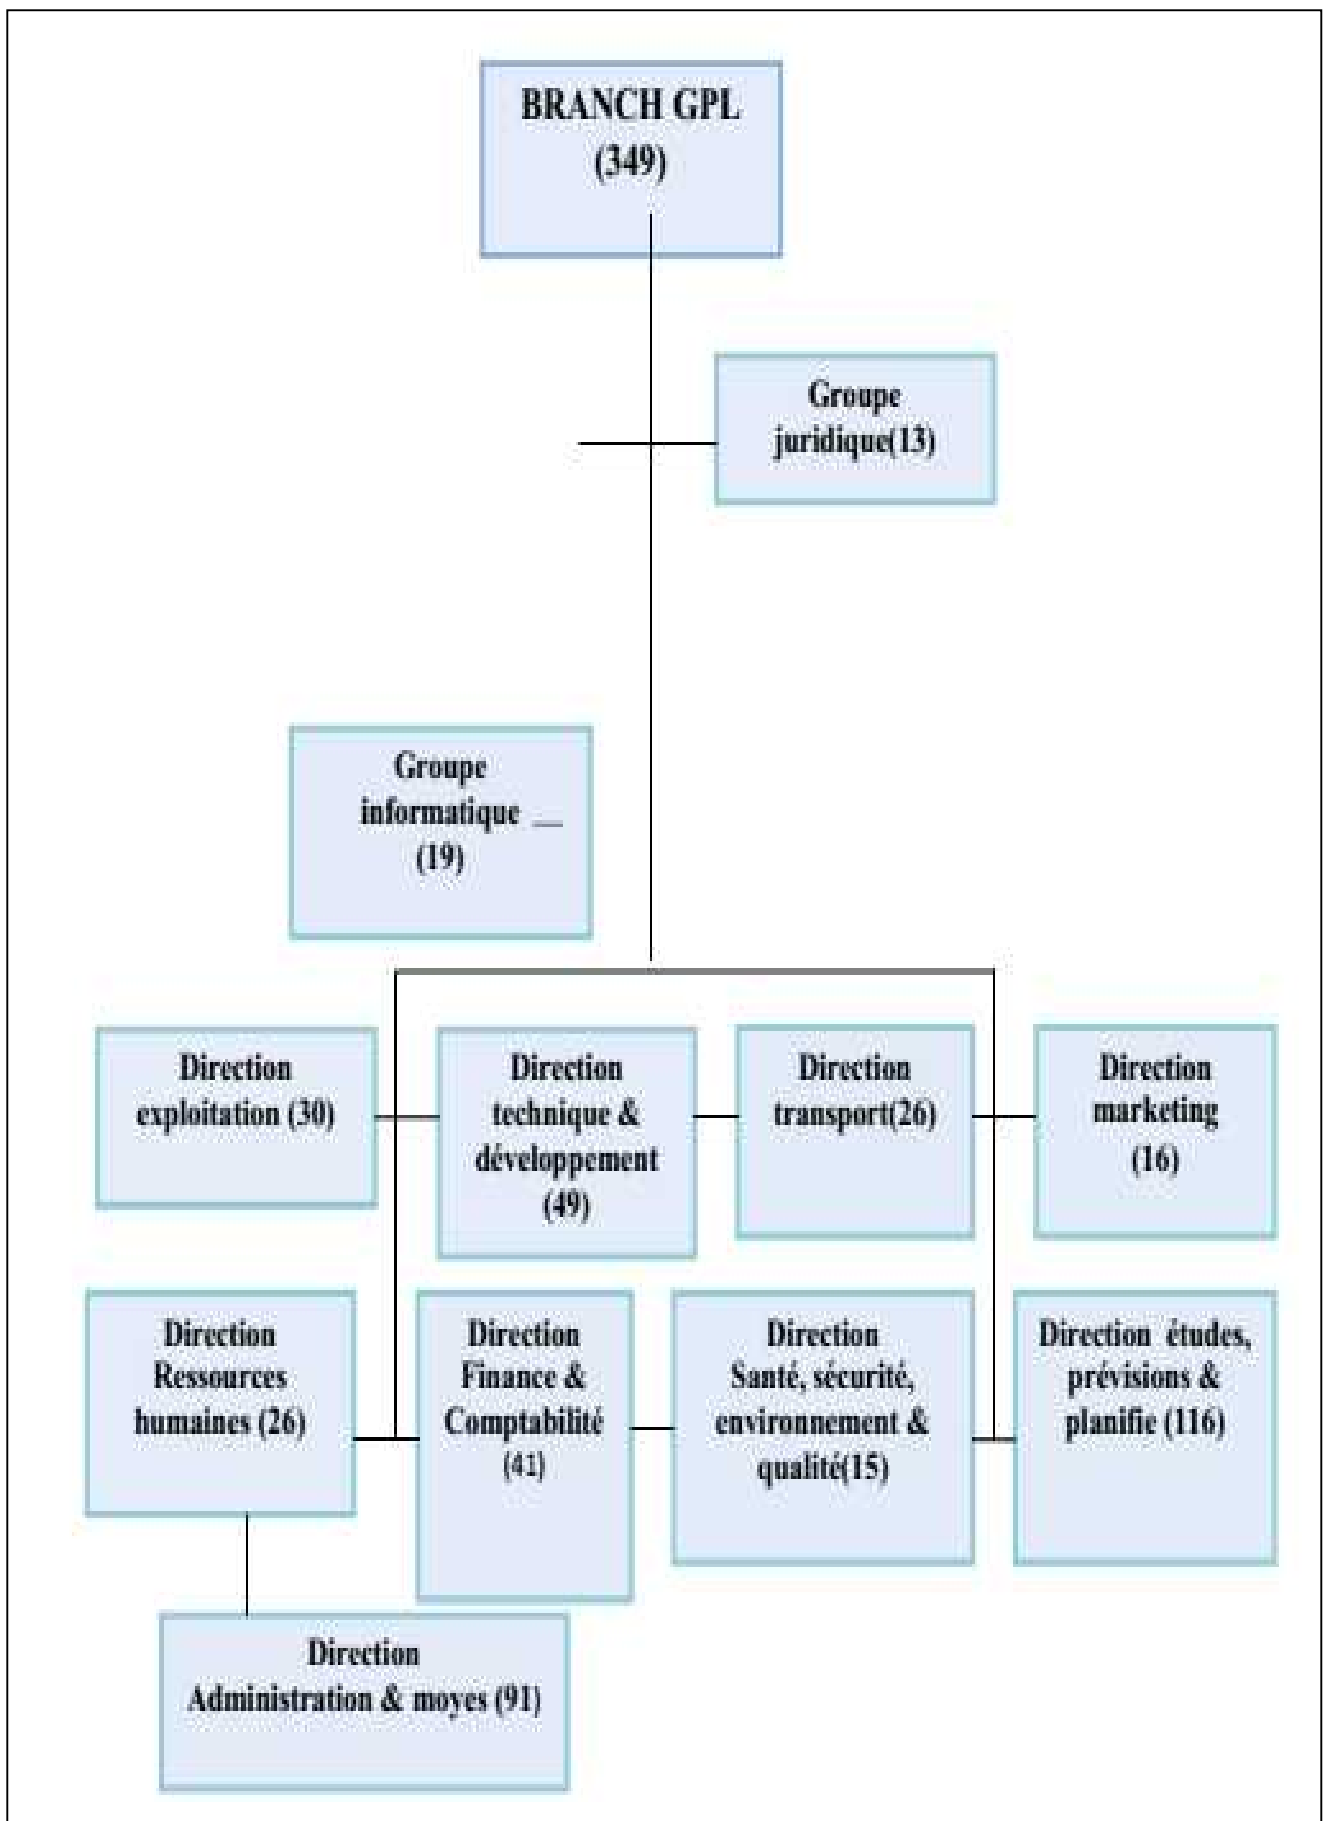 BRANCH GPL
(349)
Groupe
juridique(13)
Groupe
informatique __
(19)
Direction
exploitation (30)
Direction
technique &
développement
(49)
Direction
transport(26)
Direction
marketing
(16)
Direction
Ressources
humaines (26)
Direction
Finance &
Comptabilité
(41)
Direction
Santé, sécurité,
environnement &
qualité(15)
Direction études,
prévisions &
planifie (116)
Direction
Administration & moyes (91)